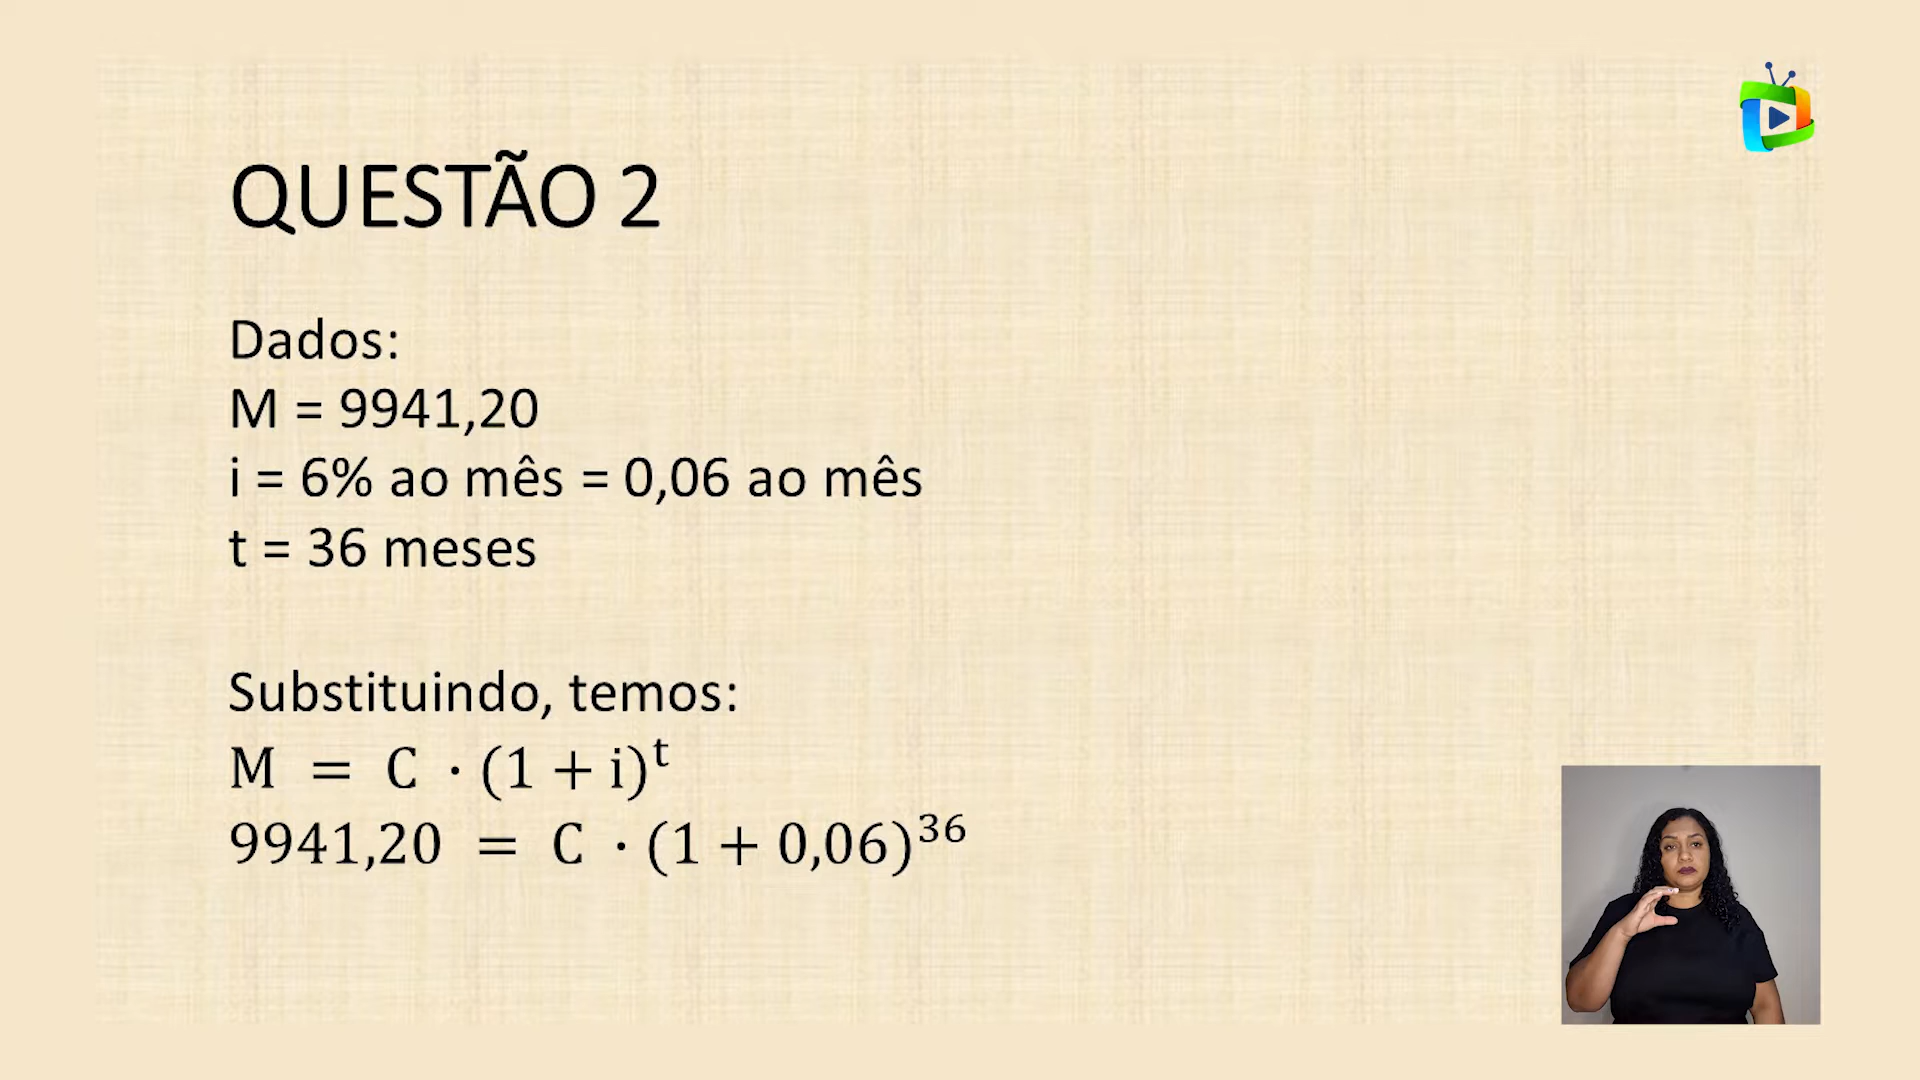 QUESTÃO 2
Dados:
M = 9941,20
i = 6% ao mês = 0,06 ao mês
t = 36 meses
Substituindo, temos:
M = C · (1 + i)ᵗ
9941,20 = C · (1 + 0,06)³⁶